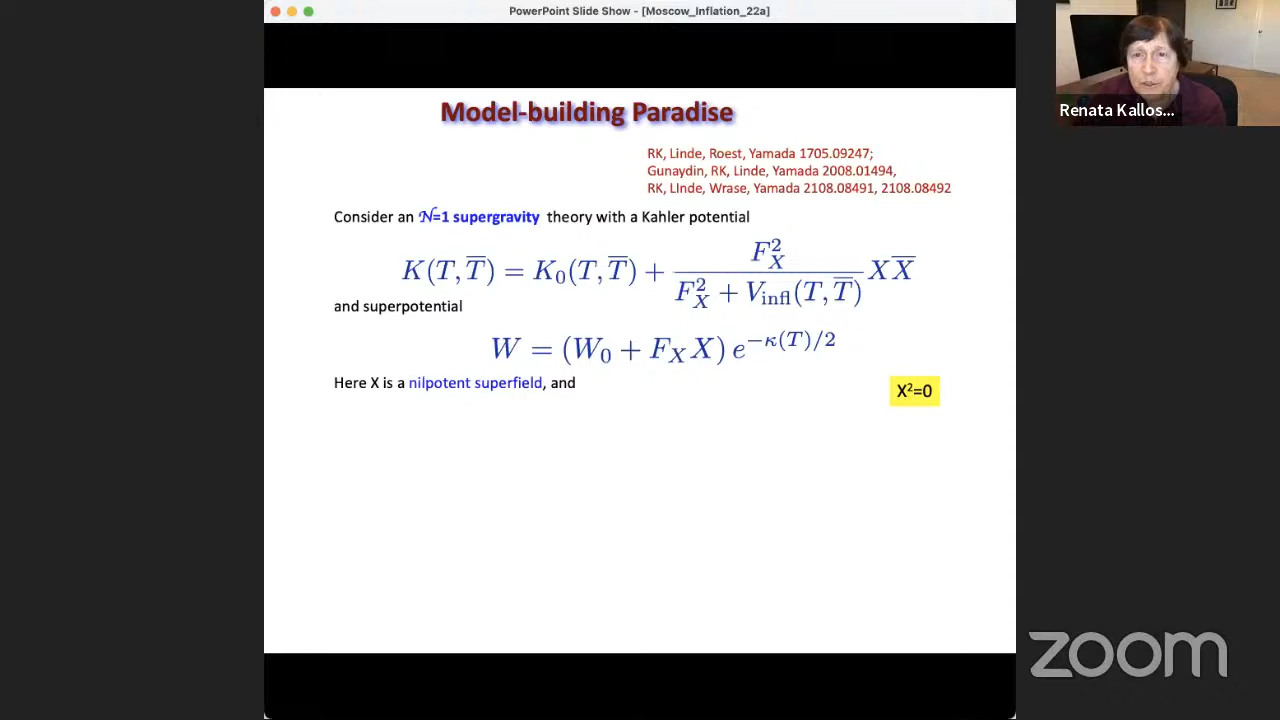 PowerPoint Slide Show - [Moscow_Inflation_22a]
Renata Kallos...
Model-building Paradise
RK, Linde, Roest, Yamada 1705.09247;
Gunaydin, RK, Linde, Yamada 2008.01494,
RK, LInde, Wrase, Yamada 2108.08491, 2108.08492
Consider an 𝒩=1 supergravity theory with a Kahler potential
K(T, T̅) = K₀(T, T̅) + F_X² / (F_X² + V_infl(T, T̅)) X X̅
and superpotential
W = (W₀ + F_X X) e^{−κ(T)/2}
Here X is a nilpotent superfield, and
X²=0
zoom